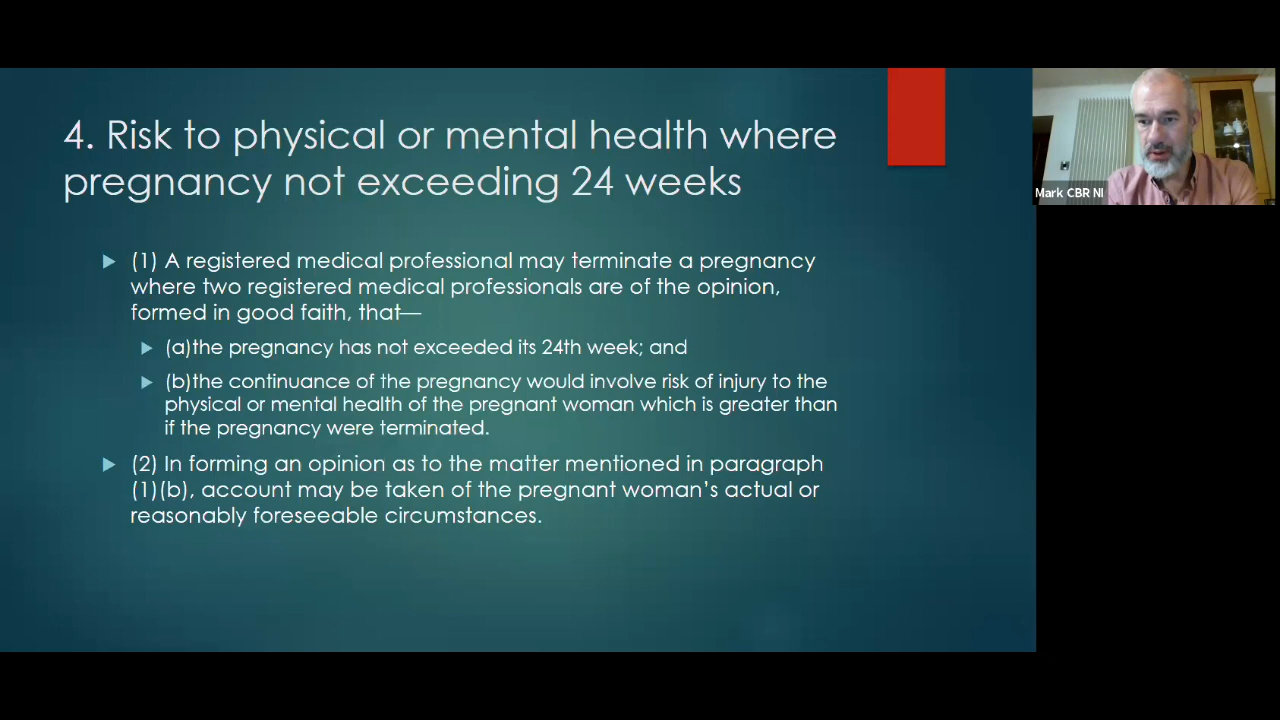 4. Risk to physical or mental health where
pregnancy not exceeding 24 weeks
(1) A registered medical professional may terminate a pregnancy
where two registered medical professionals are of the opinion,
formed in good faith, that—
(a)the pregnancy has not exceeded its 24th week; and
(b)the continuance of the pregnancy would involve risk of injury to the
physical or mental health of the pregnant woman which is greater than
if the pregnancy were terminated.
(2) In forming an opinion as to the matter mentioned in paragraph
(1)(b), account may be taken of the pregnant woman’s actual or
reasonably foreseeable circumstances.
Mark CBR NI